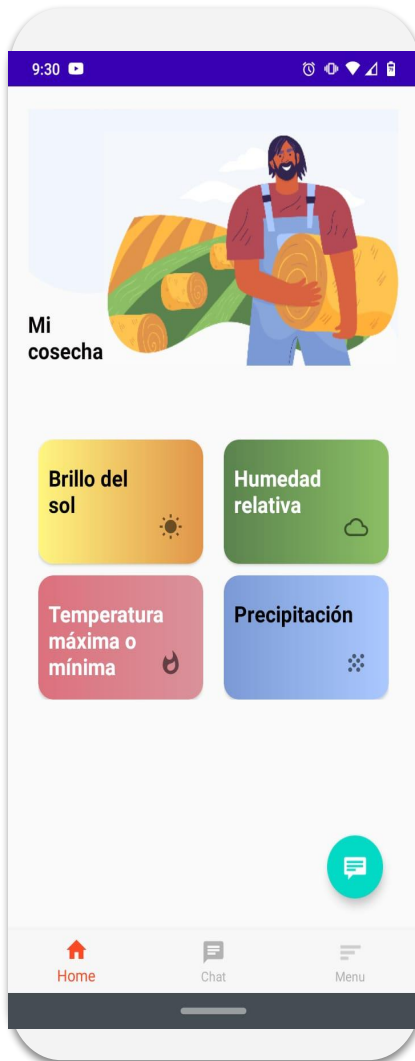 9:30
Mi
cosecha
Brillo del
sol
Humedad
relativa
Temperatura
máxima o
mínima
Precipitación
Home
Chat
Menu